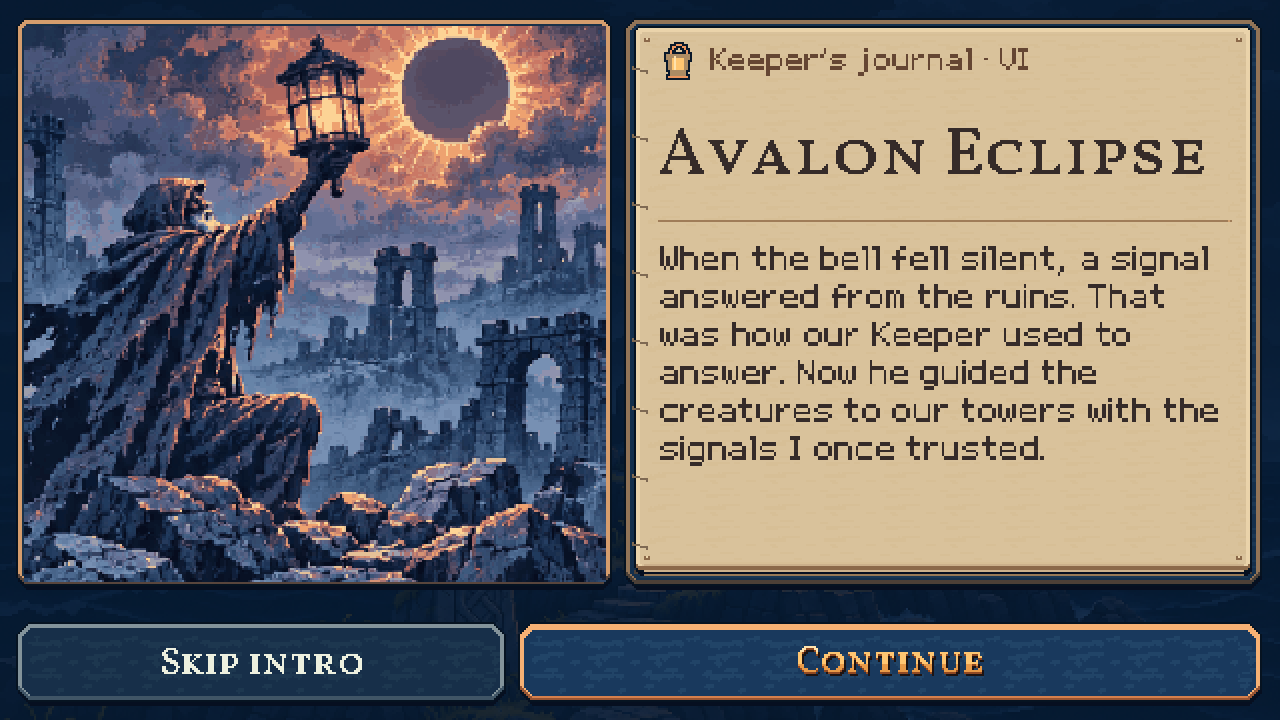 Keeper's journal · VI
Avalon Eclipse
When the bell fell silent, a signal
answered from the ruins. That
was how our Keeper used to
answer. Now he guided the
creatures to our towers with the
signals I once trusted.
Skip intro
Continue